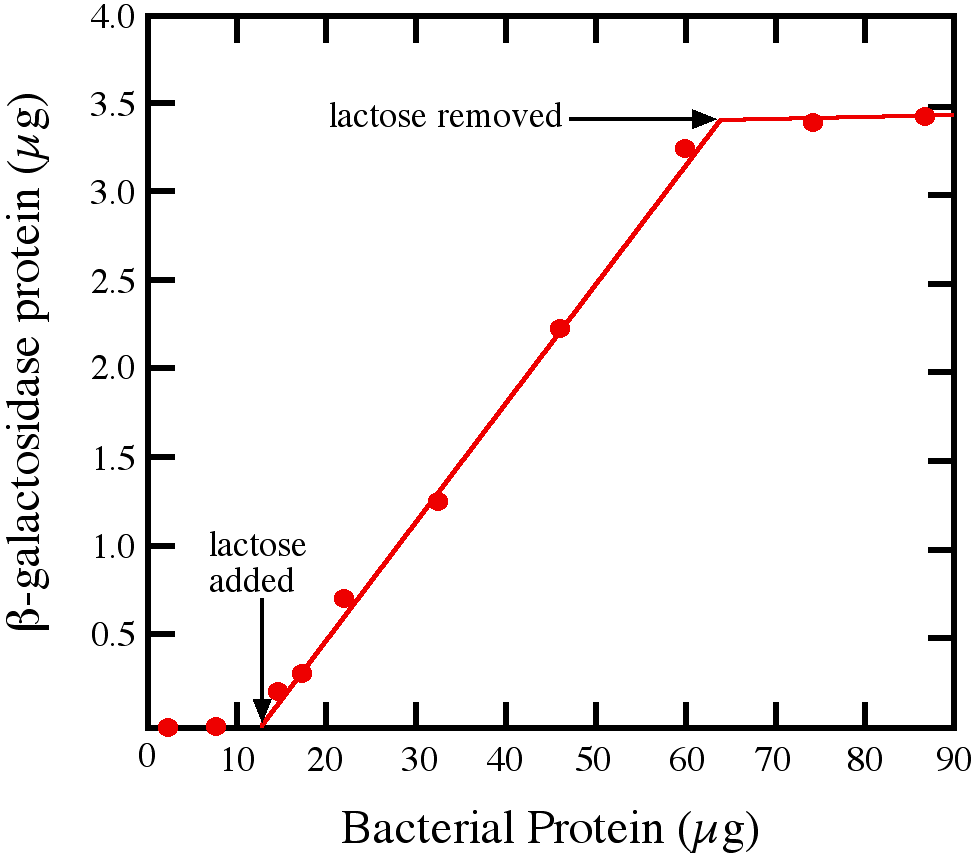 4.0
3.5
3.0
2.5
2.0
1.5
1.0
0.5
β-galactosidase protein (μg)
lactose removed
lactose
added
0 10 20 30 40 50 60 70 80 90
Bacterial Protein (μg)